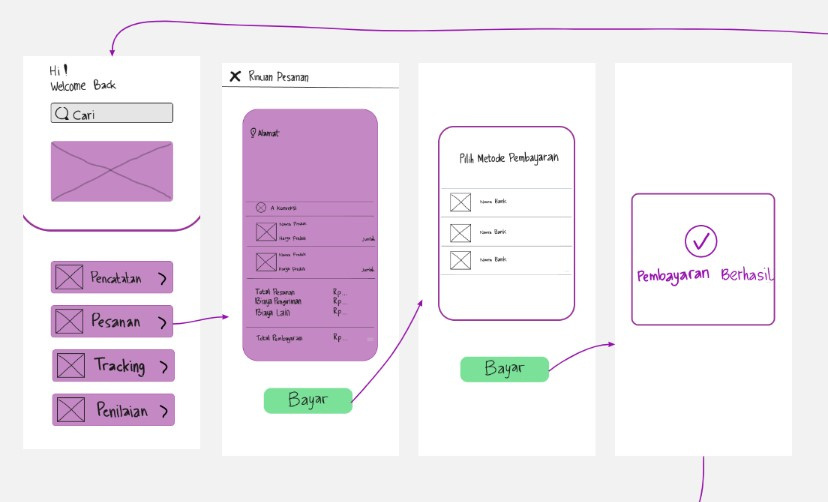 Hi!
Welcome Back
Cari
Pencatatan
Pesanan
Tracking
Penilaian
Rincian Pesanan
Alamat
Nama Produk
Harga Produk
Jumlah
Nama Produk
Harga Produk
Jumlah
Total Pesanan Rp...
Biaya Pengiriman Rp...
Biaya Lain Rp...
Total Pembayaran Rp...
Bayar
Pilih Metode Pembayaran
Nama Bank
Nama Bank
Nama Bank
Bayar
Pembayaran Berhasil